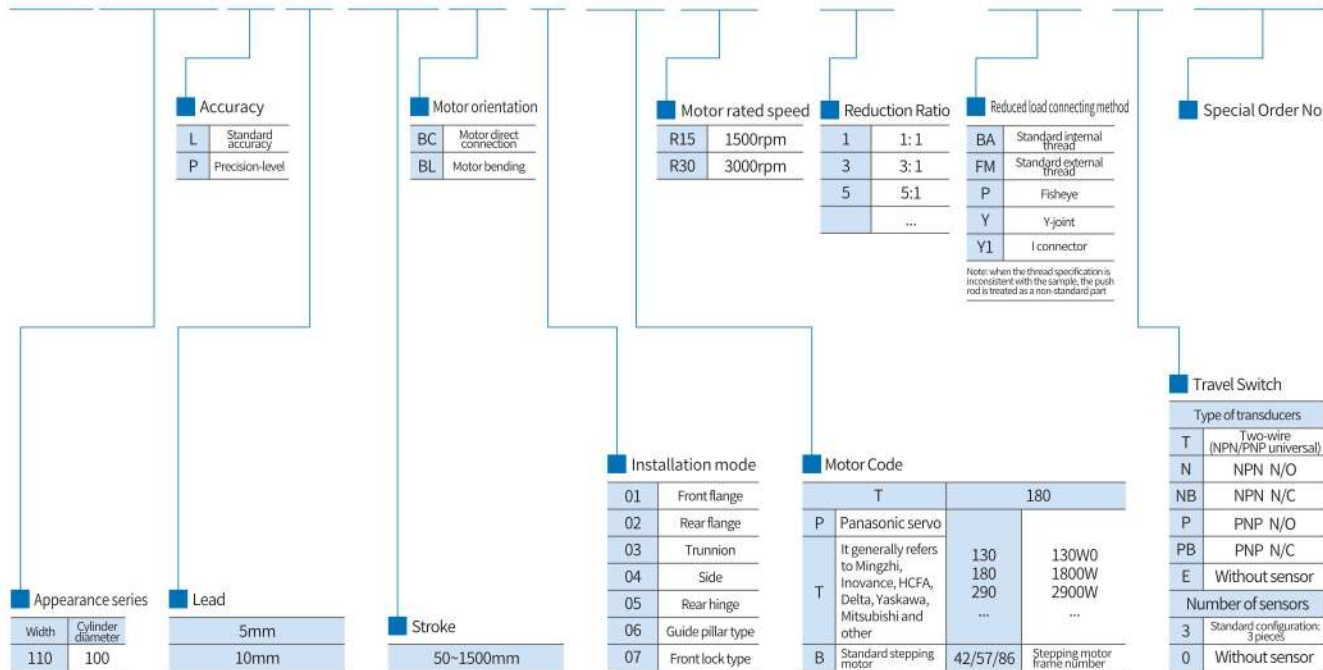 Accuracy
L Standard accuracy
P Precision-level
Motor orientation
BC Motor direct connection
BL Motor bending
Motor rated speed
R15 1500rpm
R30 3000rpm
Reduction Ratio
1 1: 1
3 3: 1
5 5:1
...
Reduced load connecting method
BA Standard internal thread
FM Standard external thread
P Fisheye
Y Y-joint
Y1 I connector
Note: when the thread specification is
inconsistent with the sample, the push
rod is treated as a non-standard part
Special Order No
Travel Switch
Type of transducers
T Two-wire (NPN/PNP universal)
N NPN N/O
NB NPN N/C
P PNP N/O
PB PNP N/C
E Without sensor
Number of sensors
3 Standard configuration: 3 pieces
0 Without sensor
Installation mode
01 Front flange
02 Rear flange
03 Trunnion
04 Side
05 Rear hinge
06 Guide pillar type
07 Front lock type
Motor Code
T 180
P Panasonic servo
T It generally refers
to Mingzhi,
Inovance, HCFA,
Delta, Yaskawa,
Mitsubishi and
other
130 130W0
180 1800W
290 2900W
... ...
B Standard stepping motor 42/57/86 Stepping motor frame number
Appearance series
Width Cylinder diameter
110 100
Lead
5mm
10mm
Stroke
50~1500mm